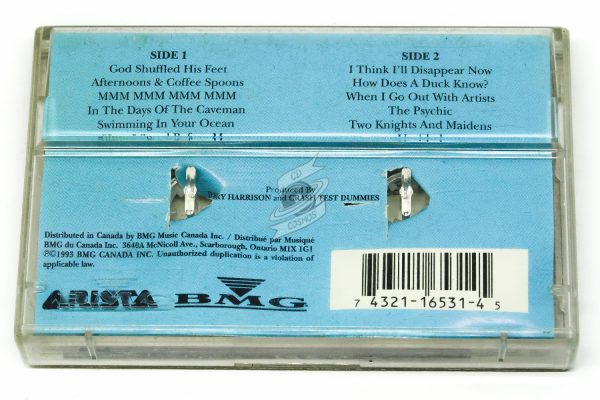 SIDE 1
God Shuffled His Feet
Afternoons & Coffee Spoons
MMM MMM MMM MMM
In The Days Of The Caveman
Swimming In Your Ocean
SIDE 2
I Think I'll Disappear Now
How Does A Duck Know?
When I Go Out With Artists
The Psychic
Two Knights And Maidens
CD
COSMOS
Produced By
HARRISON and CRASH TEST DUMMIES
Distributed in Canada by BMG Music Canada Inc. / Distribué par Musique
BMG du Canada Inc. 3640A McNicoll Ave., Scarborough, Ontario M1X 1G1
℗©1993 BMG CANADA INC. Unauthorized duplication is a violation of
applicable law.
ARISTA
BMG
7 4321-16531-4 5